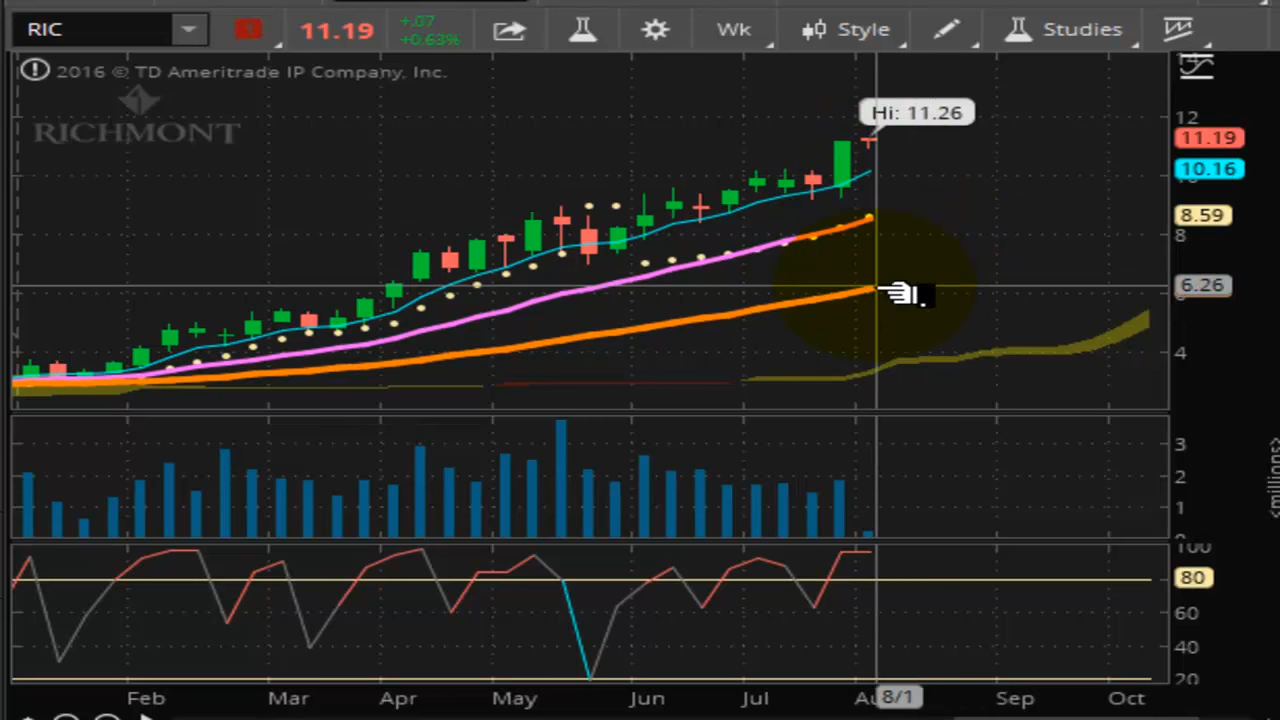 RIC 11.19 +.07 Wk Style Studies
+0.63%
2016 © TD Ameritrade IP Company, Inc.
RICHMONT
Hi: 11.26
12
11.19
10.16
8.59
8
6.26
4
3
2
1
<millions>
100
80
60
40
20
Feb Mar Apr May Jun Jul 8/1 Sep Oct